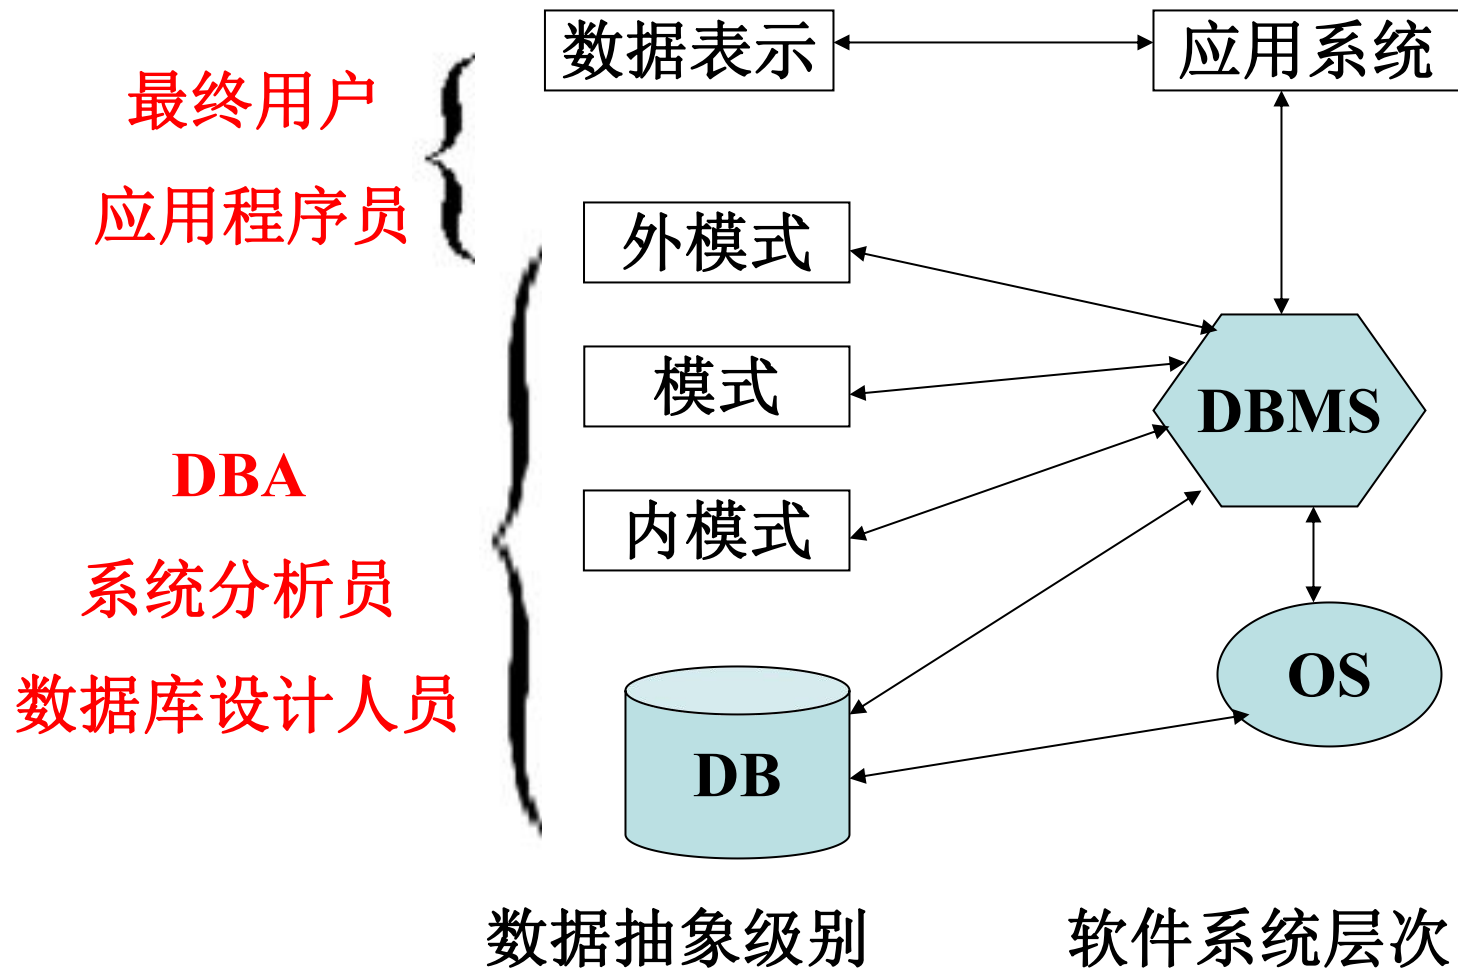 数据表示
应用系统
最终用户
应用程序员
外模式
模式
DBMS
DBA
内模式
系统分析员
OS
数据库设计人员
DB
数据抽象级别
软件系统层次